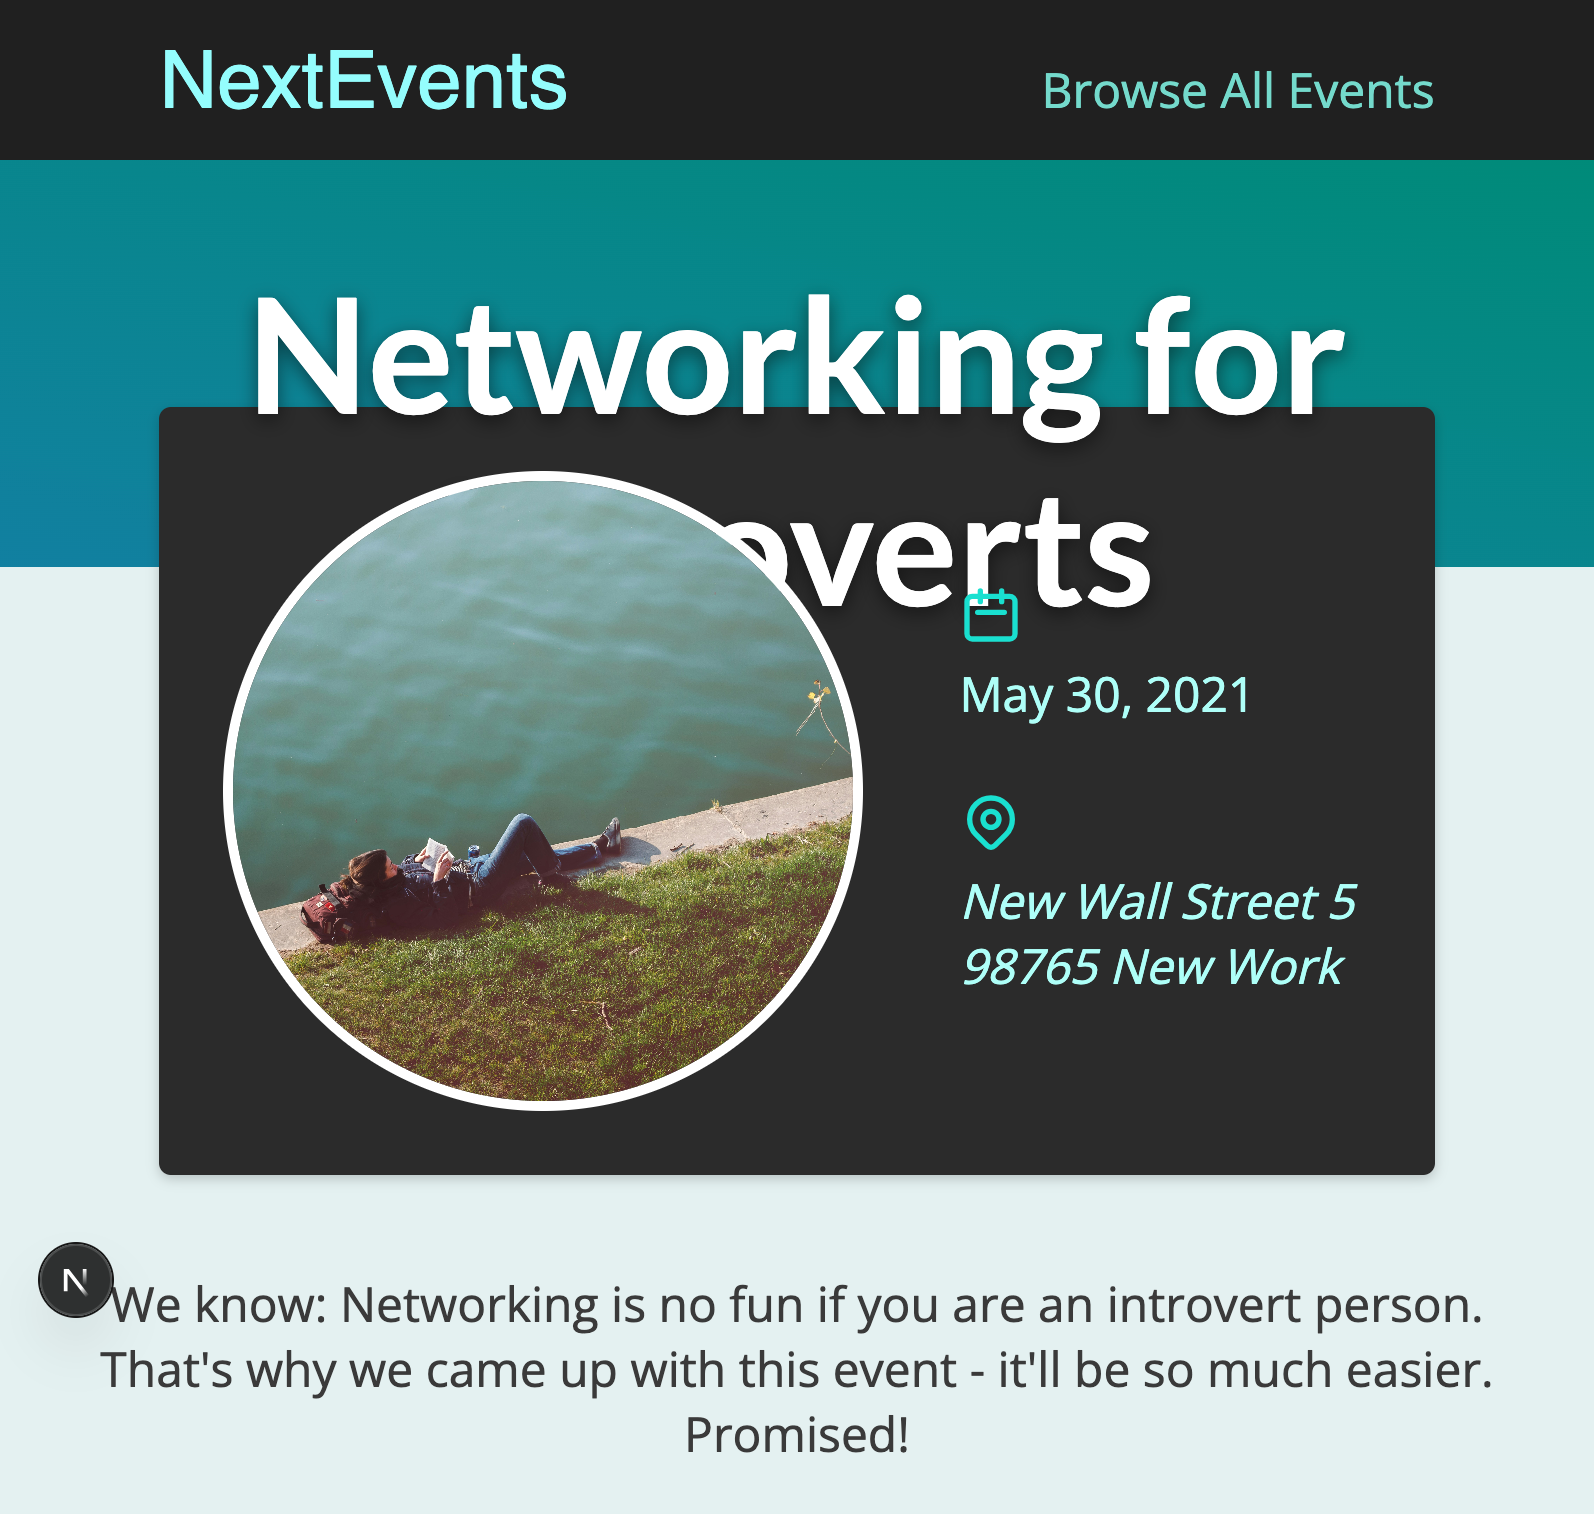 NextEvents
Browse All Events
Networking for
overts
May 30, 2021
New Wall Street 5
98765 New Work
N
We know: Networking is no fun if you are an introvert person.
That's why we came up with this event - it'll be so much easier.
Promised!